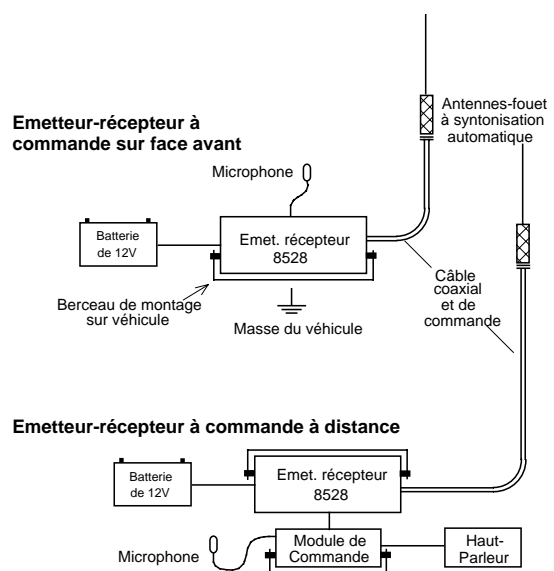 Emetteur-récepteur à
commande sur face avant
Antennes-fouet
à syntonisation
automatique
Microphone
Batterie
de 12V
Emet. récepteur
8528
Berceau de montage
sur véhicule
Masse du véhicule
Câble
coaxial
et de
commande
Emetteur-récepteur à commande à distance
Batterie
de 12V
Emet. récepteur
8528
Microphone
Module de
Commande
Haut-
Parleur